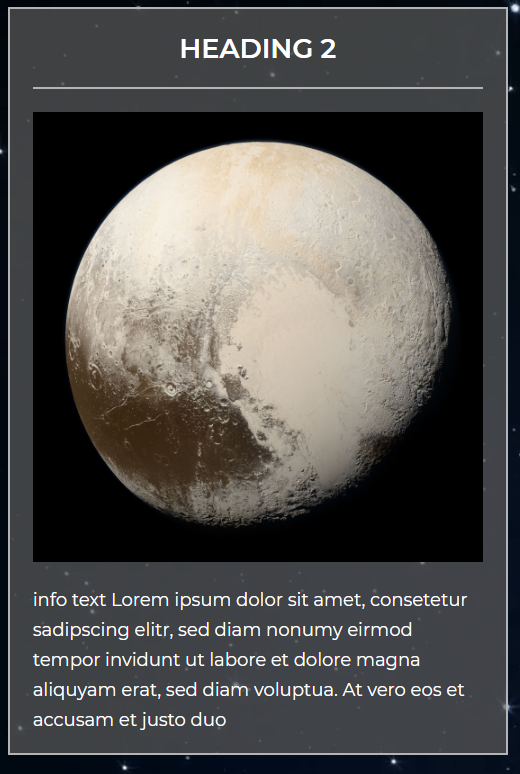 HEADING 2
info text Lorem ipsum dolor sit amet, consetetur
sadipscing elitr, sed diam nonumy eirmod
tempor invidunt ut labore et dolore magna
aliquyam erat, sed diam voluptua. At vero eos et
accusam et justo duo